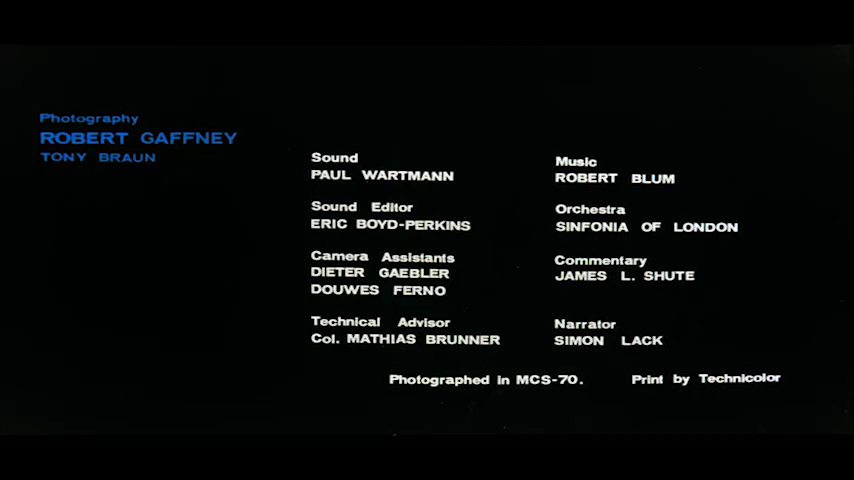 Photography
ROBERT GAFFNEY
TONY BRAUN
Sound
PAUL WARTMANN
Sound Editor
ERIC BOYD-PERKINS
Camera Assistants
DIETER GAEBLER
DOUWES FERNO
Technical Advisor
Col. MATHIAS BRUNNER
Music
ROBERT BLUM
Orchestra
SINFONIA OF LONDON
Commentary
JAMES L. SHUTE
Narrator
SIMON LACK
Photographed in MCS-70. Print by Technicolor